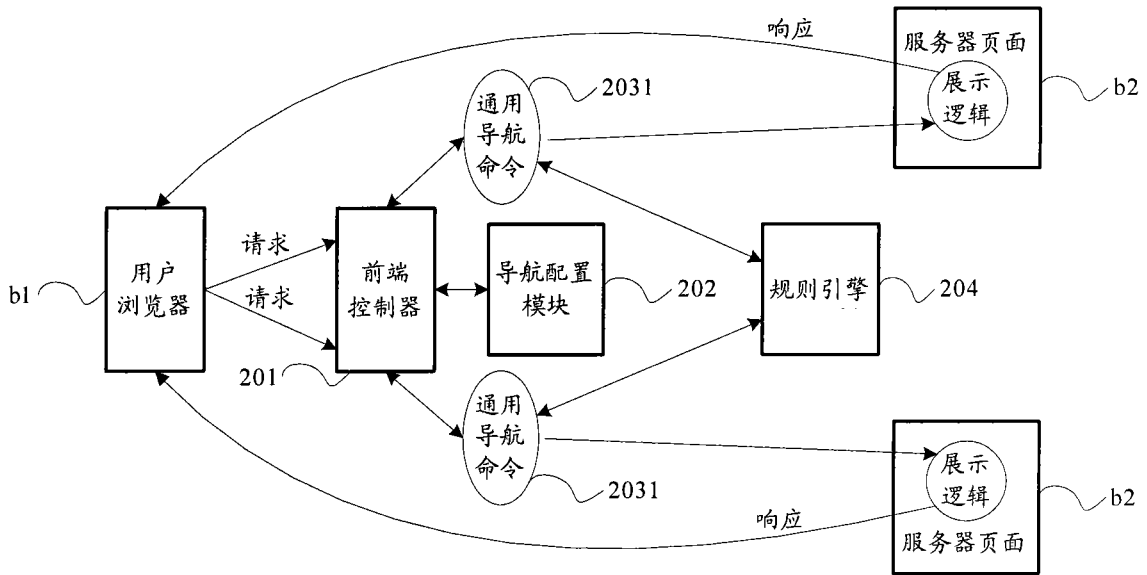 响应
服务器页面
展示
逻辑
b2
2031
通用
导航
命令
用户
浏览器
b1
请求
请求
前端
控制器
201
导航配置
模块
202
规则引擎
204
通用
导航
命令
2031
展示
逻辑
服务器页面
b2
响应